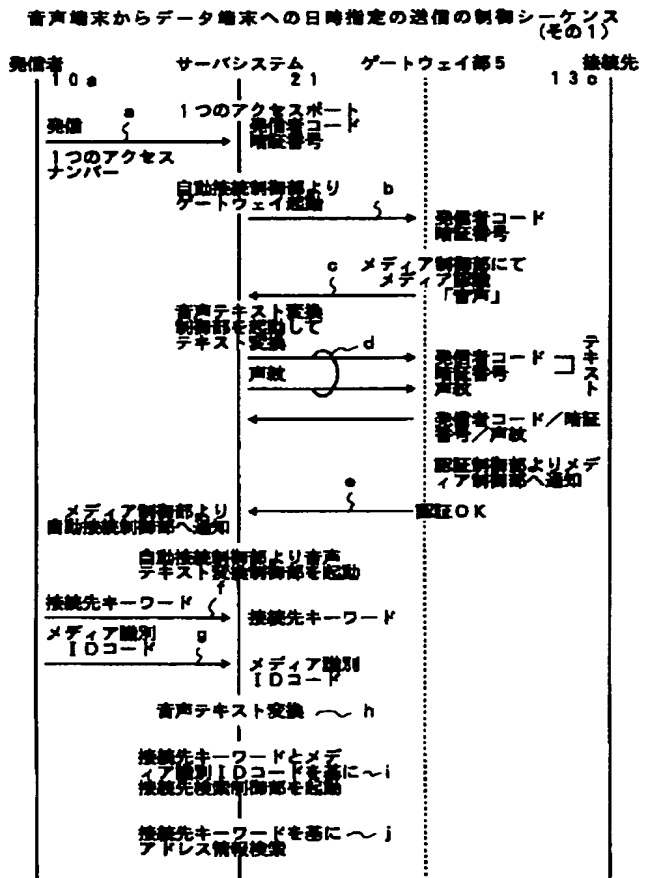 音声端末からデータ端末への日時指定の送信の制御シーケンス
(その1)
発信者
10a
サーバシステム
21
ゲートウェイ部5
接続先
13c
発信
a
1つのアクセス
ナンバー
1つのアクセスポート
発信者コード
暗証番号
自動接続制御部より
ゲートウェイ起動
b
発信者コード
暗証番号
c
メディア制御部にて
メディア認識
「音声」
音声テキスト変換
制御部を起動して
テキスト変換
d
声紋
発信者コード
暗証番号
声紋
テキスト
発信者コード/暗証
番号/声紋
認証制御部よりメデ
ィア制御部へ通知
e
認証OK
メディア制御部より
自動接続制御部へ通知
自動接続制御部より音声
テキスト変換制御部を起動
f
接続先キーワード
接続先キーワード
メディア識別
IDコード
g
メディア識別
IDコード
音声テキスト変換 ～ h
接続先キーワードとメデ
ィア識別IDコードを基に～i
接続先検索制御部を起動
接続先キーワードを基に～j
アドレス情報検索